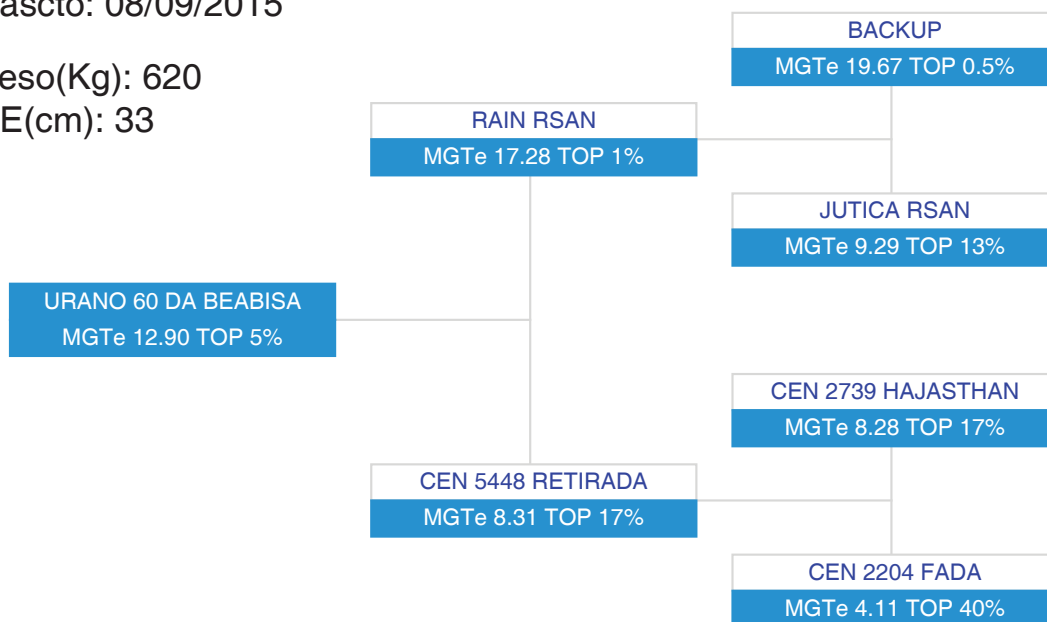 ascto: 08/09/2015
eso(Kg): 620
E(cm): 33
BACKUP
MGTe 19.67 TOP 0.5%
RAIN RSAN
MGTe 17.28 TOP 1%
JUTICA RSAN
MGTe 9.29 TOP 13%
URANO 60 DA BEABISA
MGTe 12.90 TOP 5%
CEN 2739 HAJASTHAN
MGTe 8.28 TOP 17%
CEN 5448 RETIRADA
MGTe 8.31 TOP 17%
CEN 2204 FADA
MGTe 4.11 TOP 40%